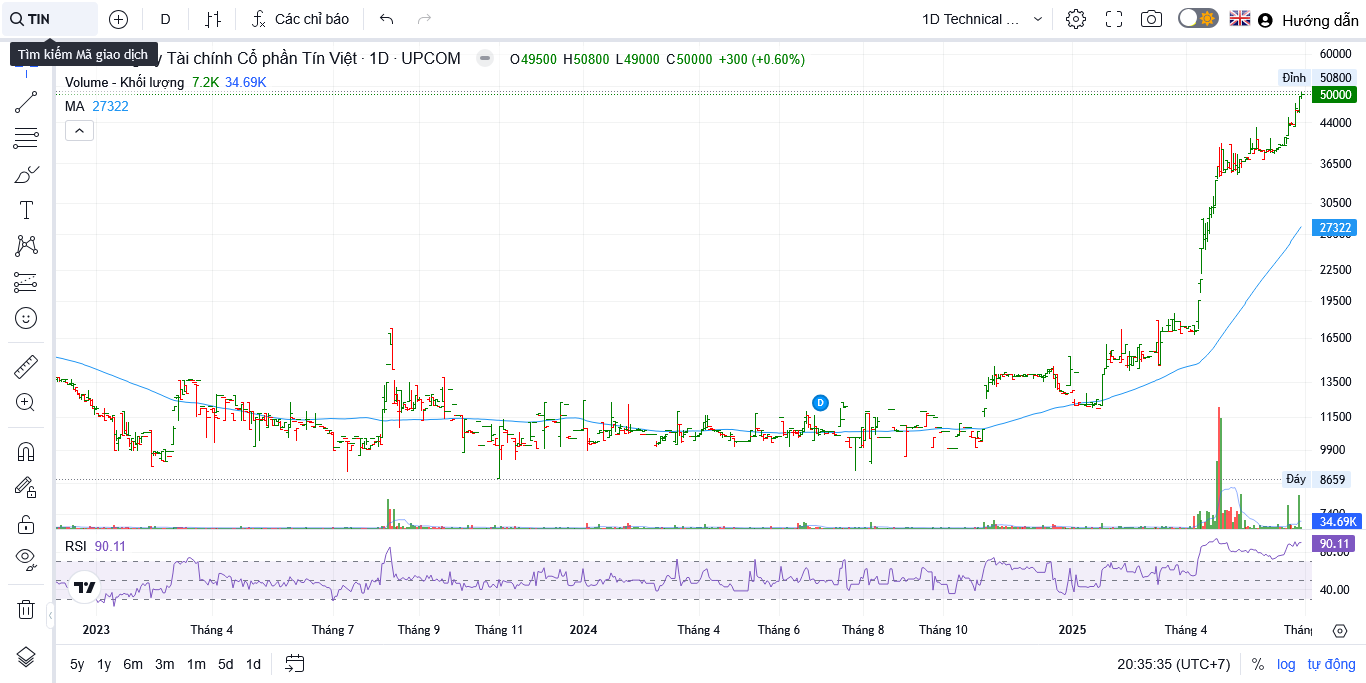 TIN D Các chỉ báo 1D Technical ... Hướng dẫn
Tìm kiếm Mã giao dịch
y Tài chính Cổ phần Tín Việt · 1D · UPCOM O49500 H50800 L49000 C50000 +300 (+0.60%)
Volume - Khối lượng 7.2K 34.69K
MA 27322
60000
Đỉnh 50800
50000
44000
36500
30500
27322
22500
19500
16500
13500
11500
9900
D
Đáy 8659
7400
34.69K
RSI 90.11
90.11
40.00
2023 Tháng 4 Tháng 7 Tháng 9 Tháng 11 2024 Tháng 4 Tháng 6 Tháng 8 Tháng 10 2025 Tháng 4 Thán
5y 1y 6m 3m 1m 5d 1d 20:35:35 (UTC+7) % log tự động